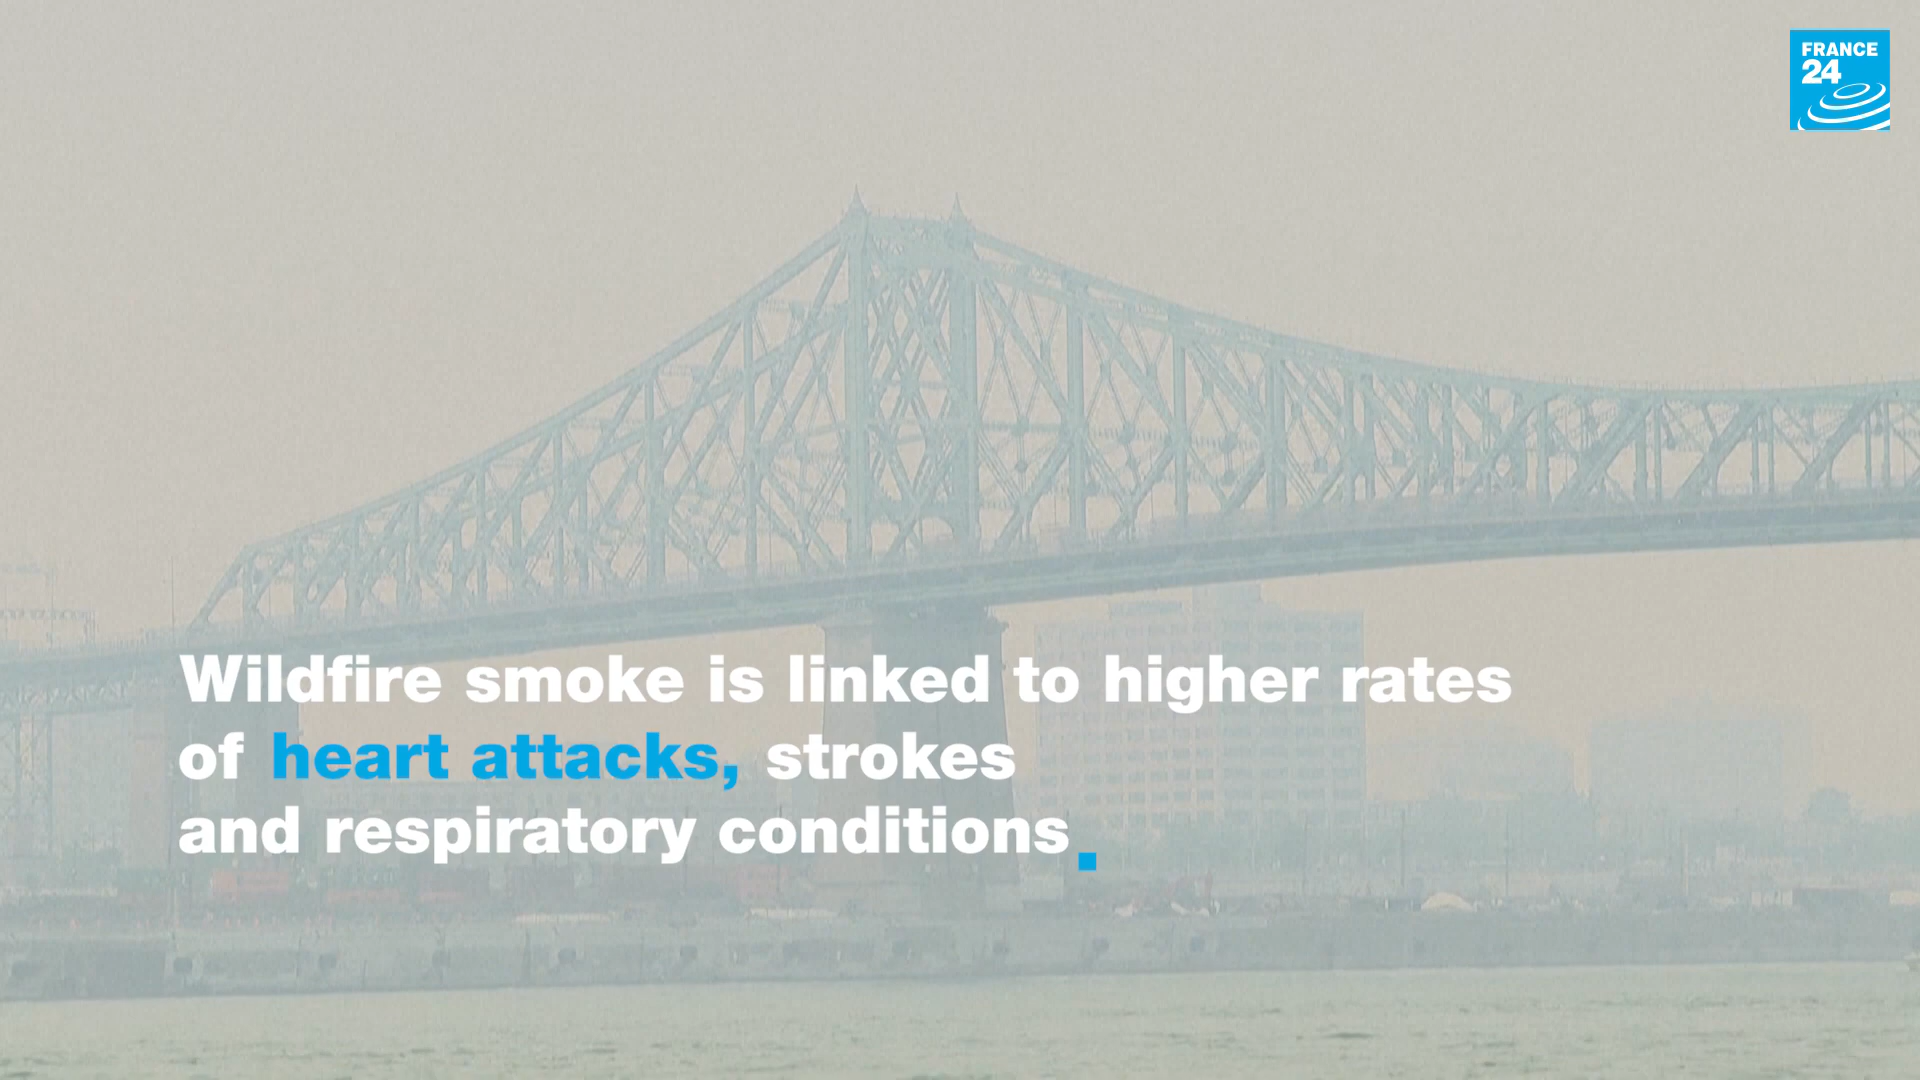 FRANCE
24
Wildfire smoke is linked to higher rates
of heart attacks, strokes
and respiratory conditions.